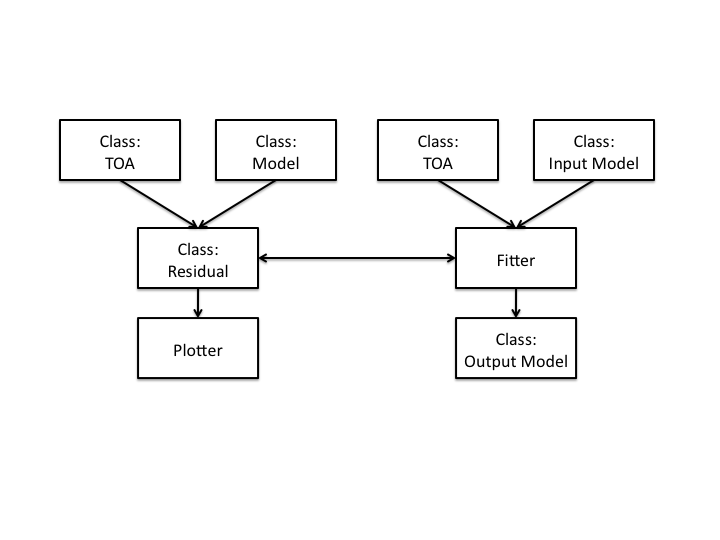 Class:
TOA
Class:
Model
Class:
TOA
Class:
Input Model
Class:
Residual
Fitter
Plotter
Class:
Output Model